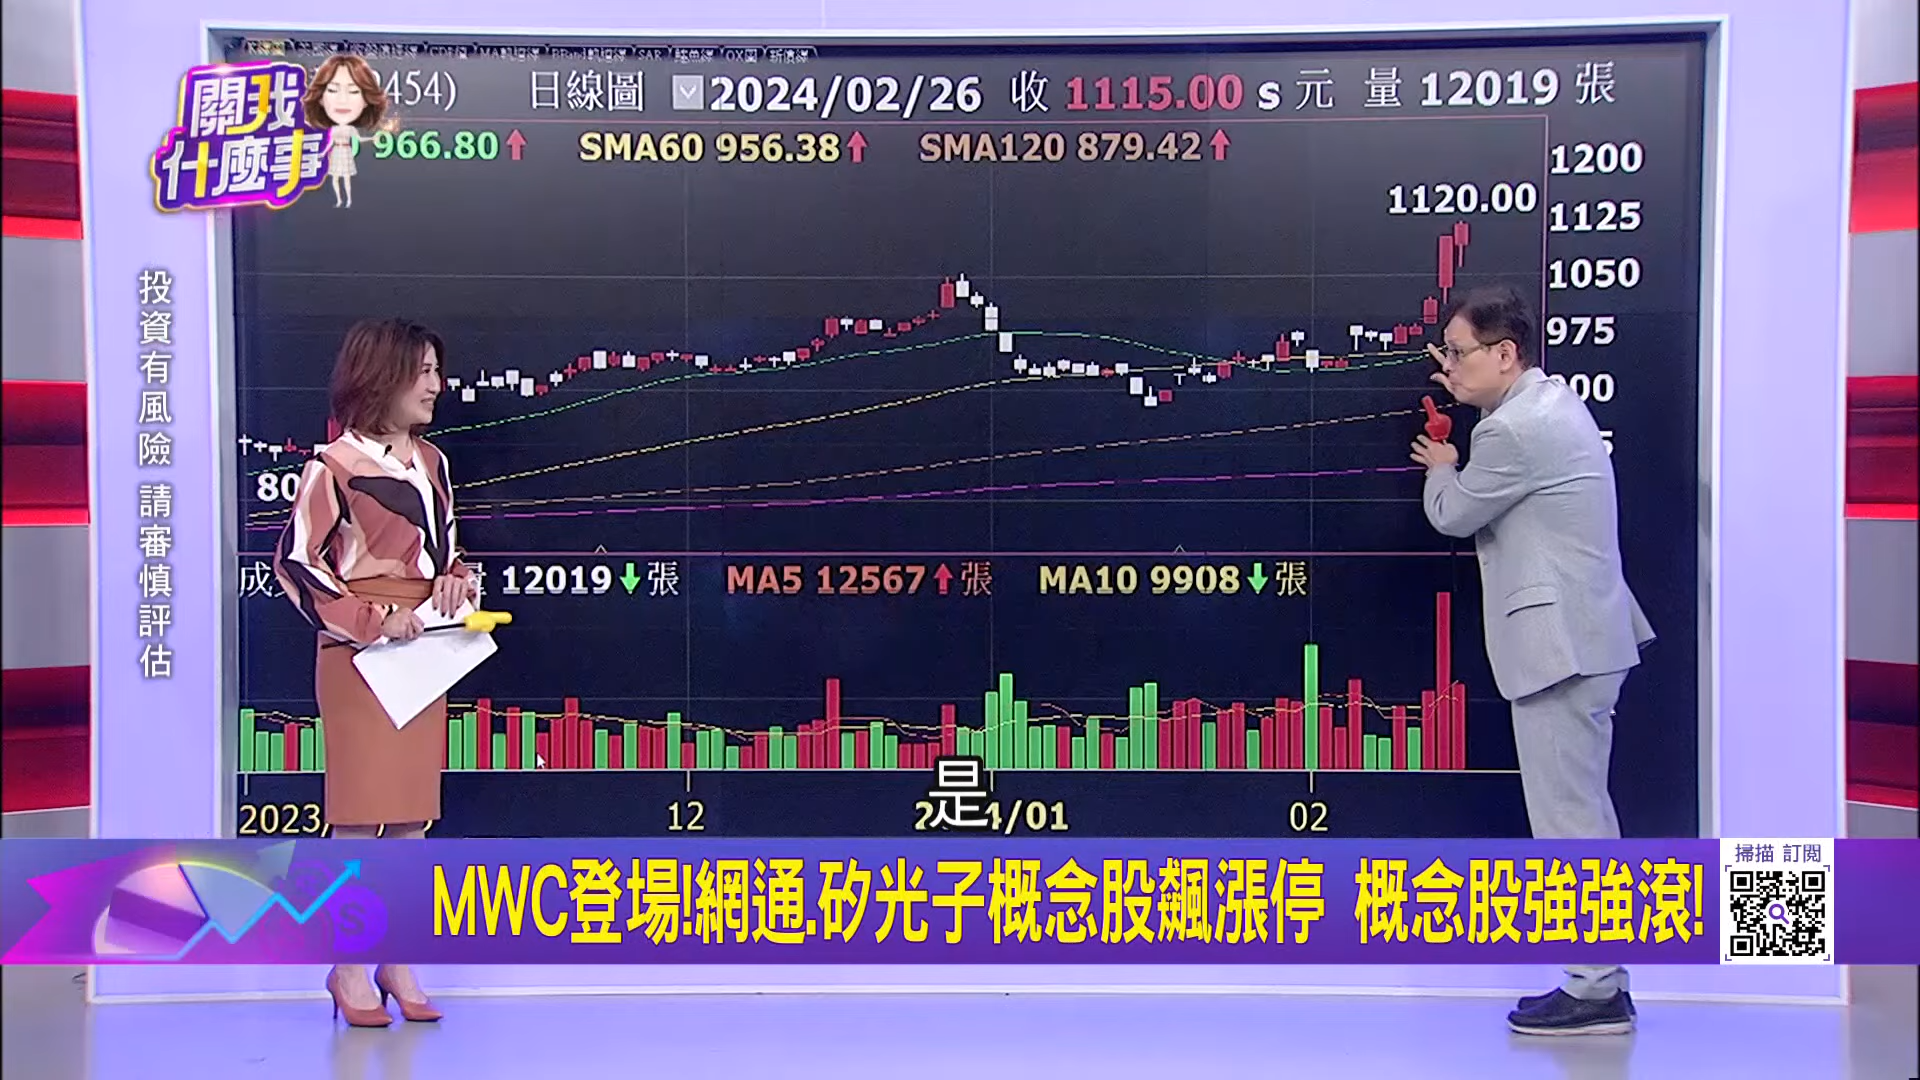 關我
什麼事
454) 日線圖 2024/02/26 收 1115.00 s 元 量 12019 張
966.80↑ SMA60 956.38↑ SMA120 879.42↑
1200
1120.00
1125
1050
975
00
80
投資有風險 請審慎評估
量 12019↓張 MA5 12567↑張 MA10 9908↓張
2023/ 12 2024/01 02
是
MWC登場!網通.矽光子概念股飆漲停 概念股強強滾!
掃描 訂閱